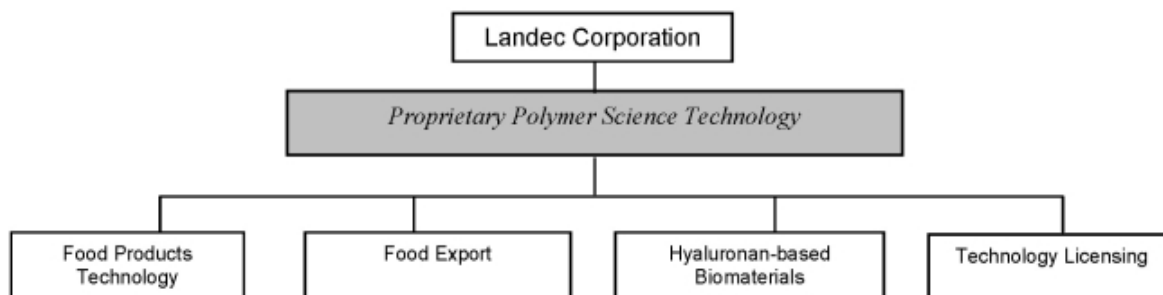 Landec Corporation
Proprietary Polymer Science Technology
Food Products
Technology
Food Export
Hyaluronan-based
Biomaterials
Technology Licensing